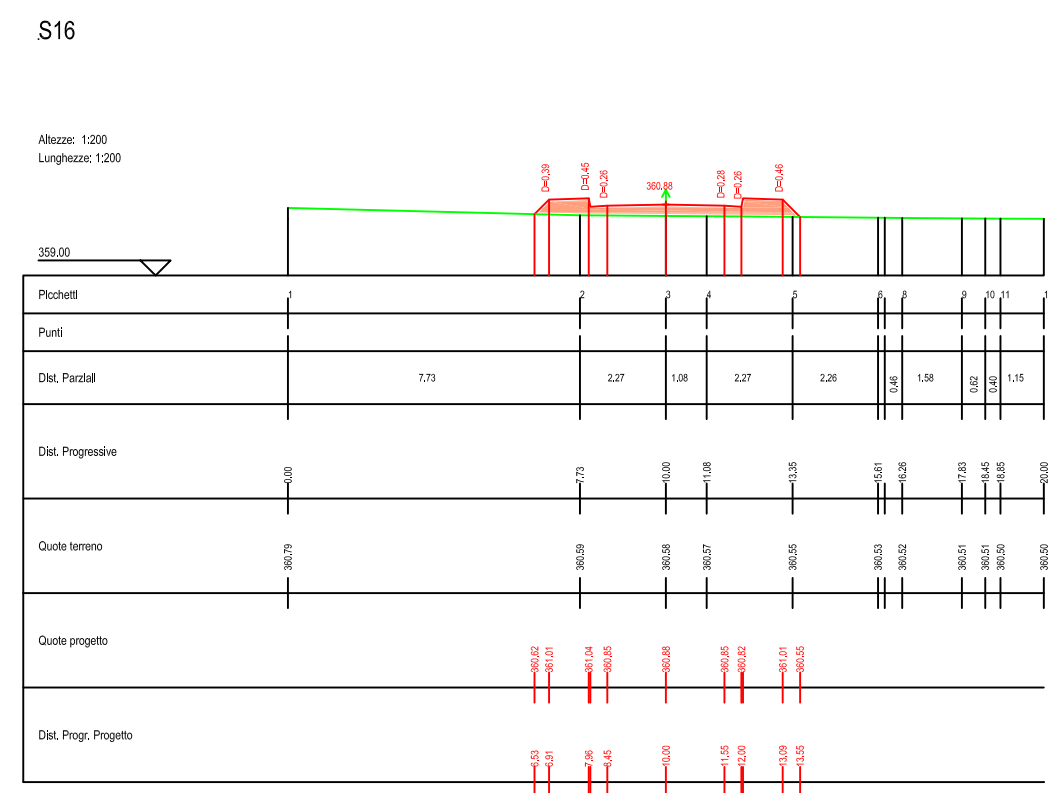 S16
Altezze: 1:200
Lunghezze: 1:200
D=0.39 D=0.45 D=0.26 360.88 D=0.28 D=0.26 D=0.46
359.00
Picchetti 1 2 3 4 5 6 8 9 10 11 1
Punti
Dist. Parziali 7.73 2.27 1.08 2.27 2.26 0.46 1.58 0.62 0.40 1.15
Dist. Progressive 0.00 7.73 10.00 11.08 13.35 15.61 16.26 17.83 18.45 18.85 20.00
Quote terreno 360.79 360.59 360.58 360.57 360.55 360.53 360.52 360.51 360.51 360.50 360.50
Quote progetto 360.62 361.01 361.04 360.85 360.88 360.85 360.82 361.01 360.55
Dist. Progr. Progetto 6.53 6.91 7.96 8.45 10.00 11.55 12.00 13.09 13.55